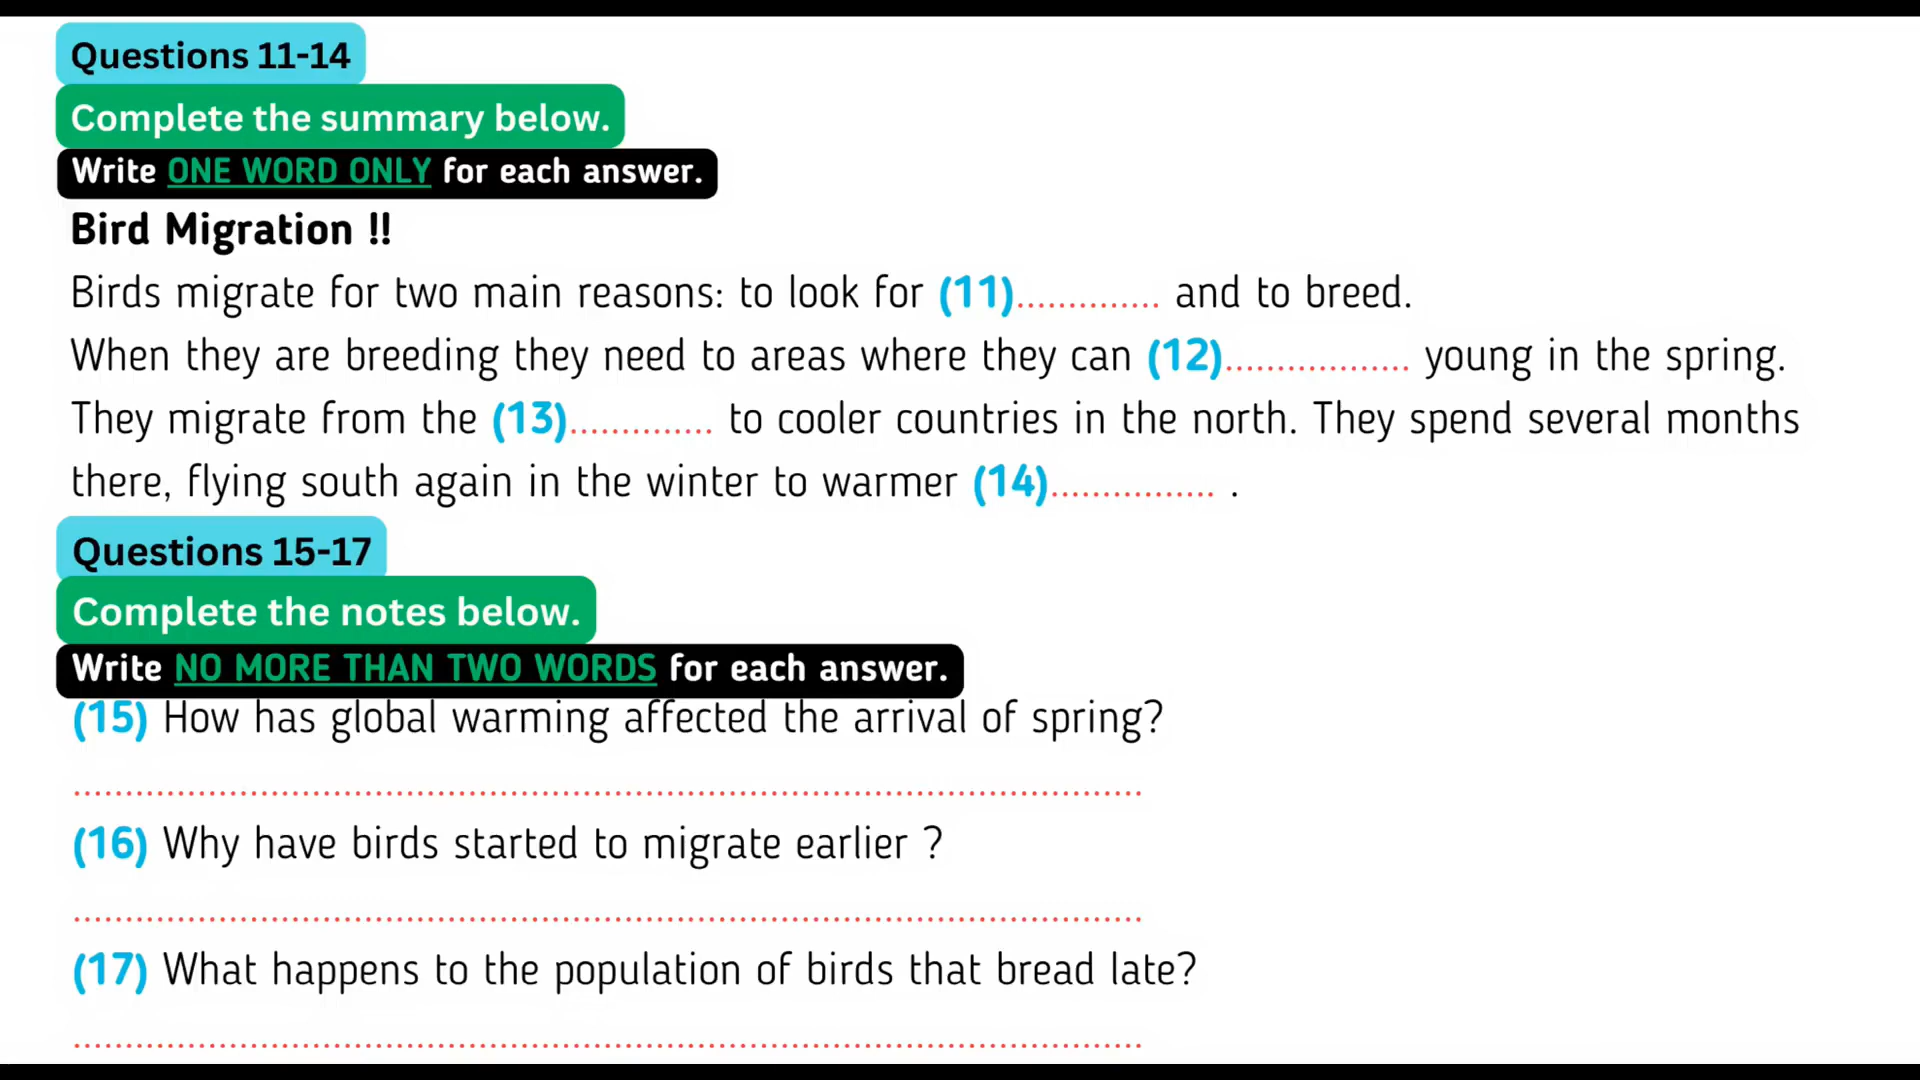 Questions 11-14
Complete the summary below.
Write ONE WORD ONLY for each answer.
Bird Migration !!
Birds migrate for two main reasons: to look for (11).............. and to breed.
When they are breeding they need to areas where they can (12).................. young in the spring.
They migrate from the (13).............. to cooler countries in the north. They spend several months
there, flying south again in the winter to warmer (14)................ .
Questions 15-17
Complete the notes below.
Write NO MORE THAN TWO WORDS for each answer.
(15) How has global warming affected the arrival of spring?
........................................................................................................
(16) Why have birds started to migrate earlier ?
........................................................................................................
(17) What happens to the population of birds that bread late?
........................................................................................................